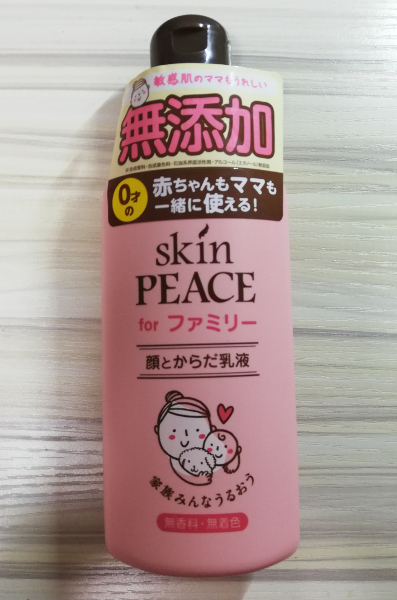 敏感肌のママもうれしい
無添加
0才の
赤ちゃんもママも
一緒に使える!
skin
PEACE
for ファミリー
顔とからだ乳液
家族みんなうるおう
無香料・無着色